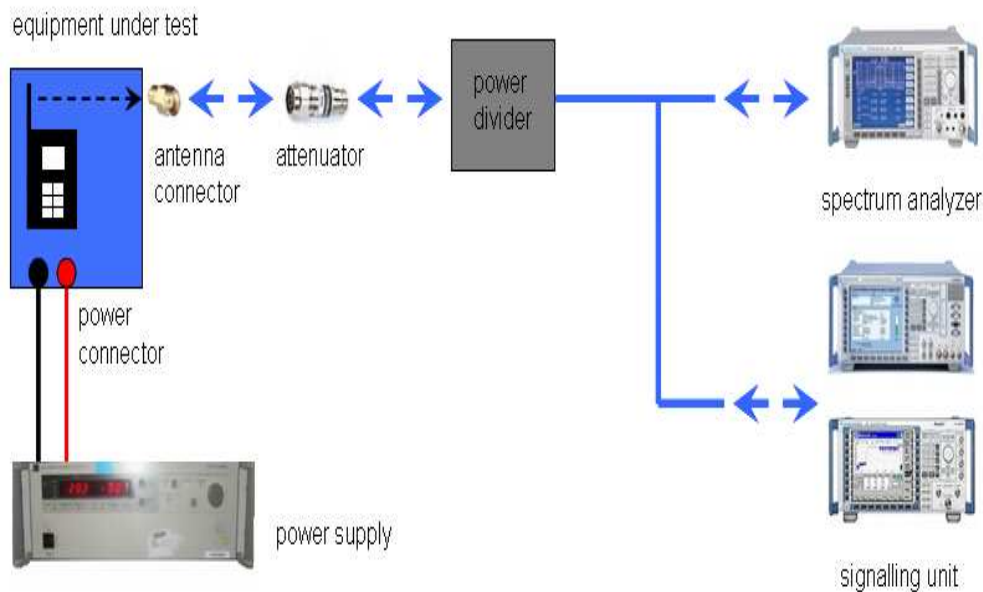 equipment under test
antenna
connector
attenuator
power
divider
spectrum analyzer
power
connector
power supply
signalling unit